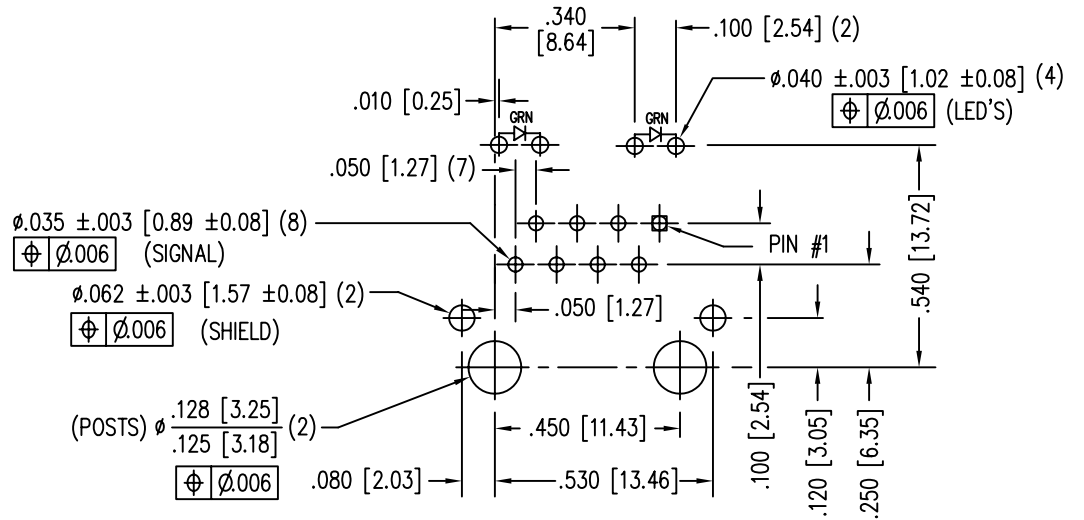 .340
[8.64]
.100 [2.54] (2)
ø.040 ±.003 [1.02 ±0.08] (4)
⌖ Ø.006 (LED'S)
.010 [0.25]
GRN
GRN
.050 [1.27] (7)
ø.035 ±.003 [0.89 ±0.08] (8)
⌖ Ø.006 (SIGNAL)
PIN #1
.540 [13.72]
ø.062 ±.003 [1.57 ±0.08] (2)
⌖ Ø.006 (SHIELD)
.050 [1.27]
(POSTS) ø .128 [3.25] (2)
.125 [3.18]
⌖ Ø.006
.450 [11.43]
.080 [2.03]
.530 [13.46]
.100 [2.54]
.120 [3.05]
.250 [6.35]